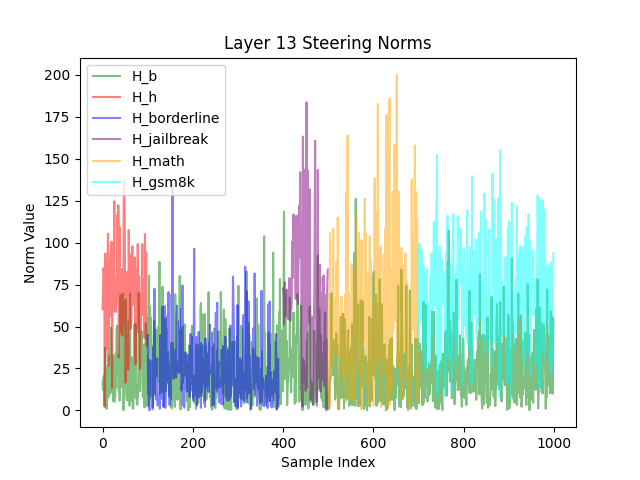 Layer 13 Steering Norms
H_b
H_h
H_borderline
H_jailbreak
H_math
H_gsm8k
Norm Value
200
175
150
125
100
75
50
25
0
0
200
400
600
800
1000
Sample Index